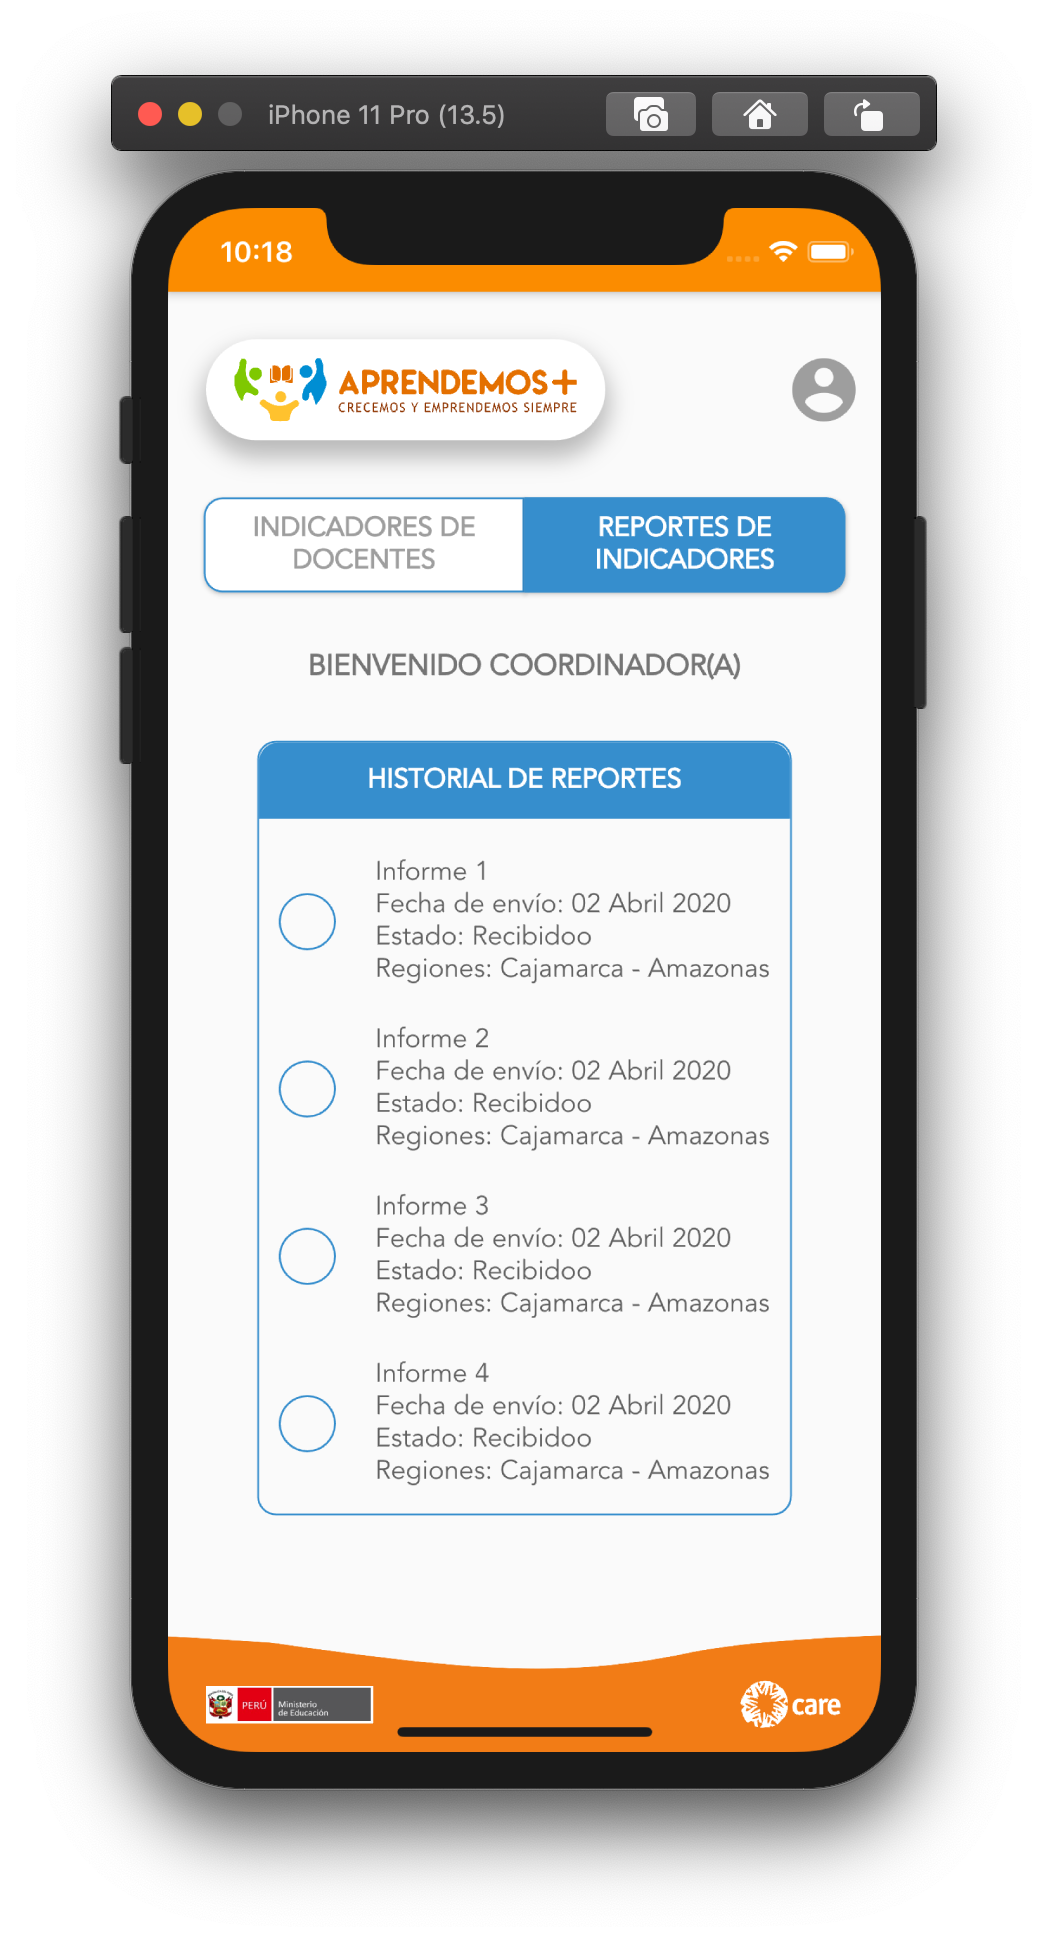 iPhone 11 Pro (13.5)
10:18
APRENDEMOS+
CRECEMOS Y EMPRENDEMOS SIEMPRE
INDICADORES DE
DOCENTES
REPORTES DE
INDICADORES
BIENVENIDO COORDINADOR(A)
HISTORIAL DE REPORTES
Informe 1
Fecha de envío: 02 Abril 2020
Estado: Recibidoo
Regiones: Cajamarca - Amazonas
Informe 2
Fecha de envío: 02 Abril 2020
Estado: Recibidoo
Regiones: Cajamarca - Amazonas
Informe 3
Fecha de envío: 02 Abril 2020
Estado: Recibidoo
Regiones: Cajamarca - Amazonas
Informe 4
Fecha de envío: 02 Abril 2020
Estado: Recibidoo
Regiones: Cajamarca - Amazonas
PERÚ
Ministerio
de Educación
care